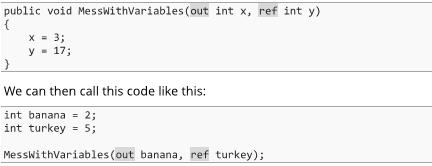 public void MessWithVariables(out int x, ref int y)
{
    x = 3;
    y = 17;
}
We can then call this code like this:
int banana = 2;
int turkey = 5;
MessWithVariables(out banana, ref turkey);